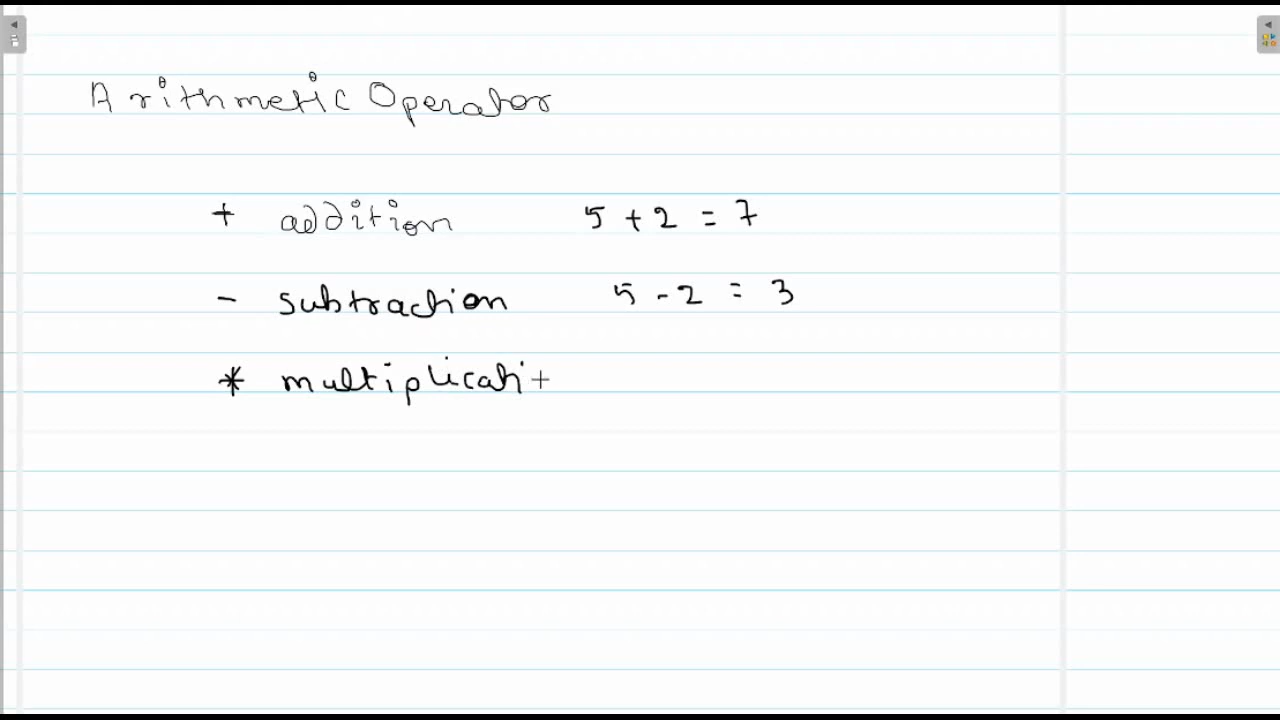 Arithmetic Operator
+ addition 5 + 2 = 7
- subtraction 5 - 2 = 3
* multiplicati